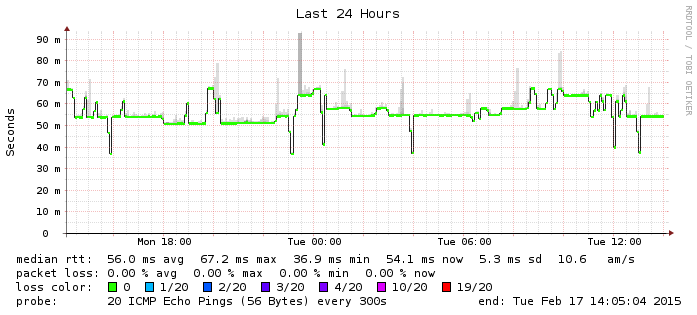 Last 24 Hours
RRDTOOL / TOBI OETIKER
Seconds
90 m
80 m
70 m
60 m
50 m
40 m
30 m
20 m
10 m
0
Mon 18:00 Tue 00:00 Tue 06:00 Tue 12:00
median rtt: 56.0 ms avg 67.2 ms max 36.9 ms min 54.1 ms now 5.3 ms sd 10.6 am/s
packet loss: 0.00 % avg 0.00 % max 0.00 % min 0.00 % now
loss color: 0 1/20 2/20 3/20 4/20 10/20 19/20
probe: 20 ICMP Echo Pings (56 Bytes) every 300s end: Tue Feb 17 14:05:04 2015